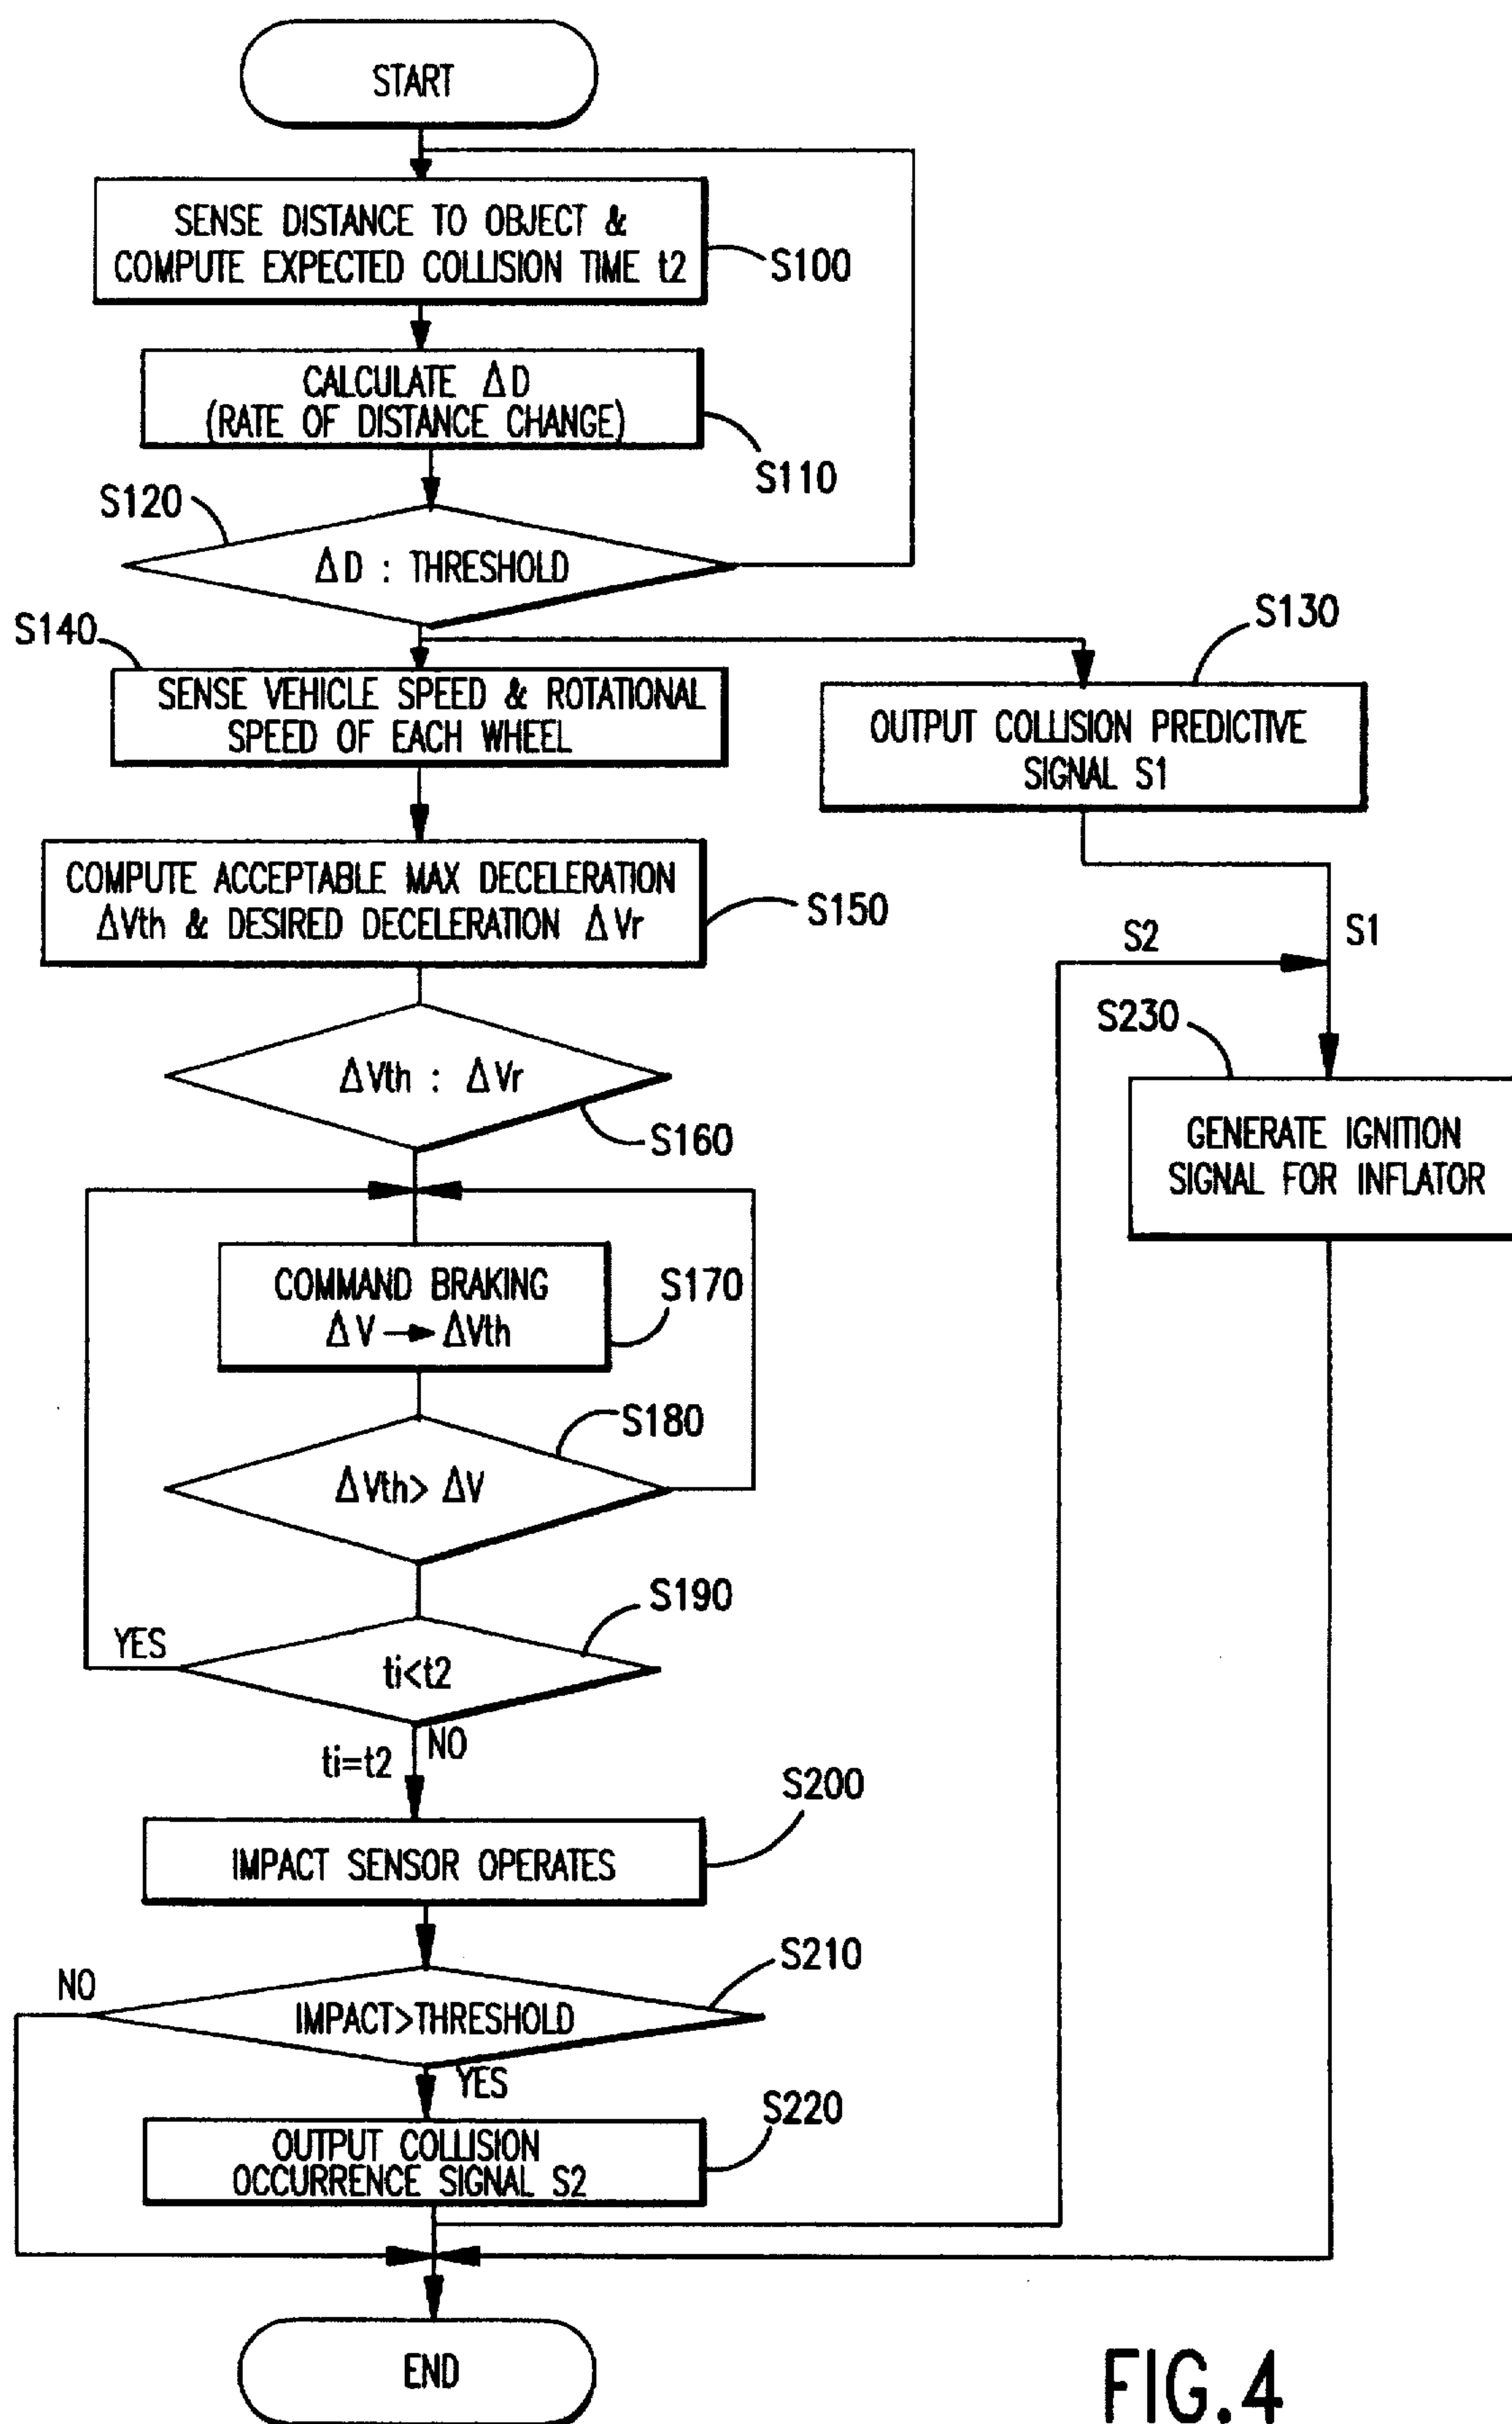 START
SENSE DISTANCE TO OBJECT &
COMPUTE EXPECTED COLLISION TIME t2
S100
CALCULATE ΔD
(RATE OF DISTANCE CHANGE)
S110
S120
ΔD : THRESHOLD
S140
SENSE VEHICLE SPEED & ROTATIONAL
SPEED OF EACH WHEEL
S130
OUTPUT COLLISION PREDICTIVE
SIGNAL S1
COMPUTE ACCEPTABLE MAX DECELERATION
ΔVth & DESIRED DECELERATION ΔVr
S150
S2
S1
S230
GENERATE IGNITION
SIGNAL FOR INFLATOR
ΔVth : ΔVr
S160
COMMAND BRAKING
ΔV → ΔVth
S170
S180
ΔVth> ΔV
S190
YES
ti<t2
NO
ti=t2
S200
IMPACT SENSOR OPERATES
S210
NO
IMPACT>THRESHOLD
YES
S220
OUTPUT COLLISION
OCCURRENCE SIGNAL S2
END
FIG.4